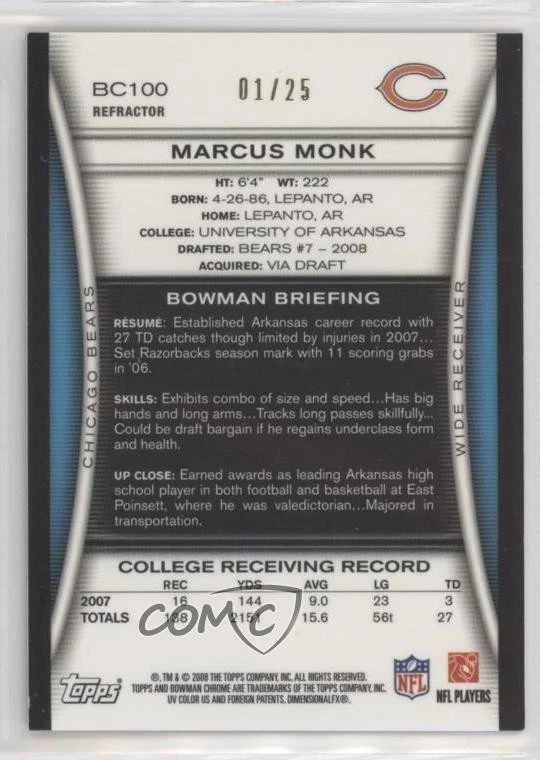 BC100
REFRACTOR
01/25
MARCUS MONK
HT: 6'4" WT: 222
BORN: 4-26-86, LEPANTO, AR
HOME: LEPANTO, AR
COLLEGE: UNIVERSITY OF ARKANSAS
DRAFTED: BEARS #7 – 2008
ACQUIRED: VIA DRAFT
CHICAGO BEARS
WIDE RECEIVER
BOWMAN BRIEFING
RÉSUMÉ: Established Arkansas career record with
27 TD catches though limited by injuries in 2007...
Set Razorbacks season mark with 11 scoring grabs
in '06.
SKILLS: Exhibits combo of size and speed...Has big
hands and long arms...Tracks long passes skillfully...
Could be draft bargain if he regains underclass form
and health.
UP CLOSE: Earned awards as leading Arkansas high
school player in both football and basketball at East
Poinsett, where he was valedictorian...Majored in
transportation.
COLLEGE RECEIVING RECORD
REC YDS AVG LG TD
2007 16 144 9.0 23 3
TOTALS 138 2151 15.6 56t 27
COMC
topps
®, TM & © 2008 THE TOPPS COMPANY, INC. ALL RIGHTS RESERVED.
TOPPS AND BOWMAN CHROME ARE TRADEMARKS OF THE TOPPS COMPANY, INC.
UV COLOR US AND FOREIGN PATENTS, DIMENSIONALFX®.
NFL
NFL PLAYERS